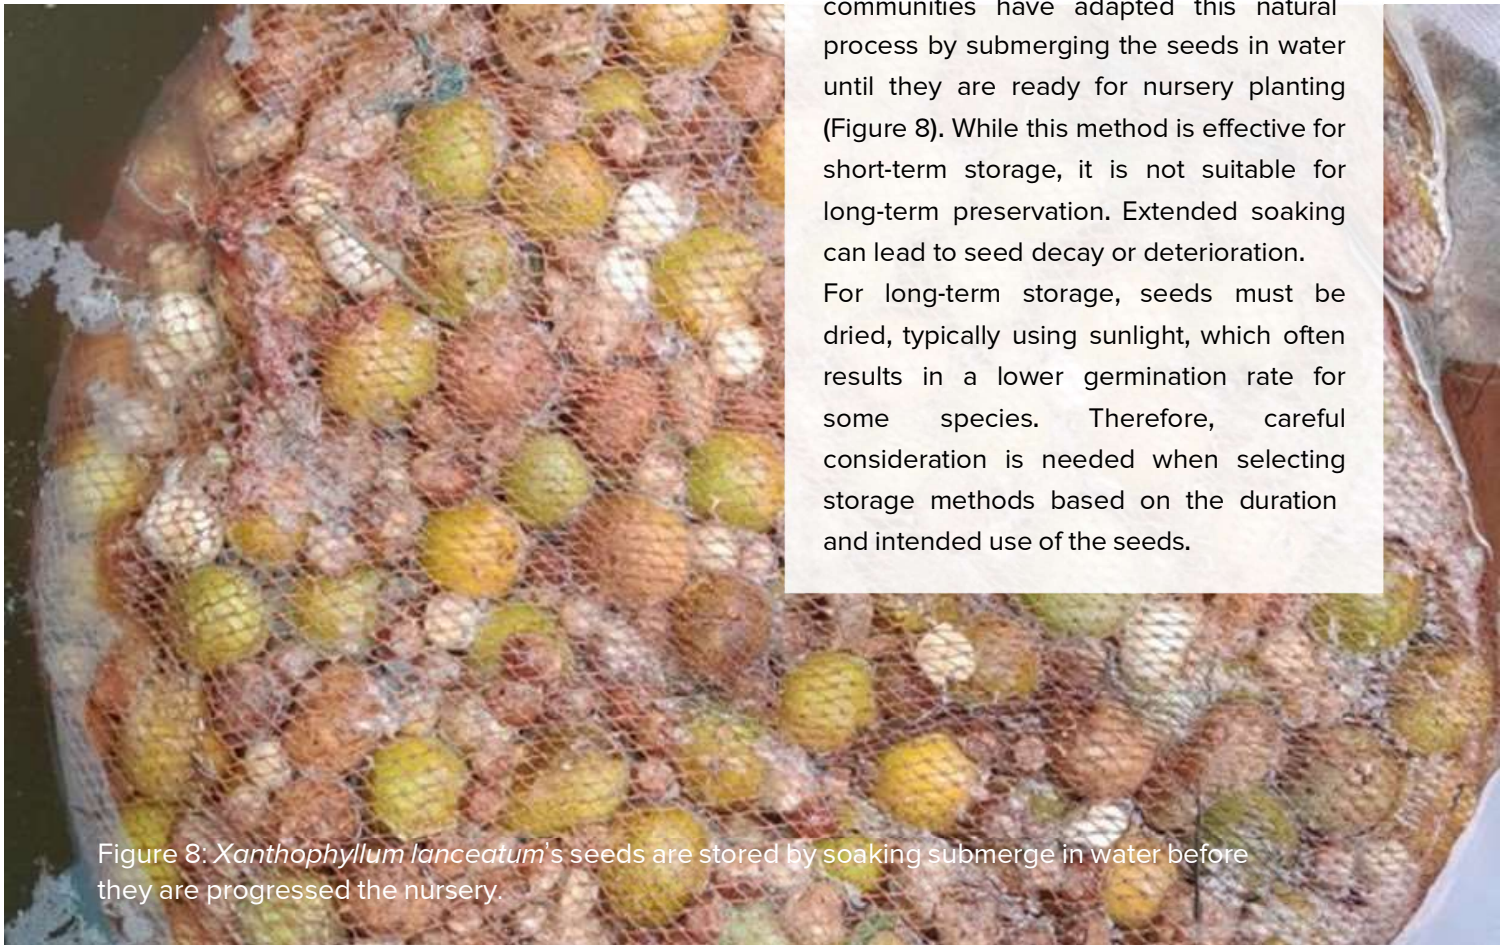 communities have adapted this natural
process by submerging the seeds in water
until they are ready for nursery planting
(Figure 8). While this method is effective for
short-term storage, it is not suitable for
long-term preservation. Extended soaking
can lead to seed decay or deterioration.
For long-term storage, seeds must be
dried, typically using sunlight, which often
results in a lower germination rate for
some species. Therefore, careful
consideration is needed when selecting
storage methods based on the duration
and intended use of the seeds.
Figure 8: Xanthophyllum lanceatum's seeds are stored by soaking submerge in water before
they are progressed the nursery.